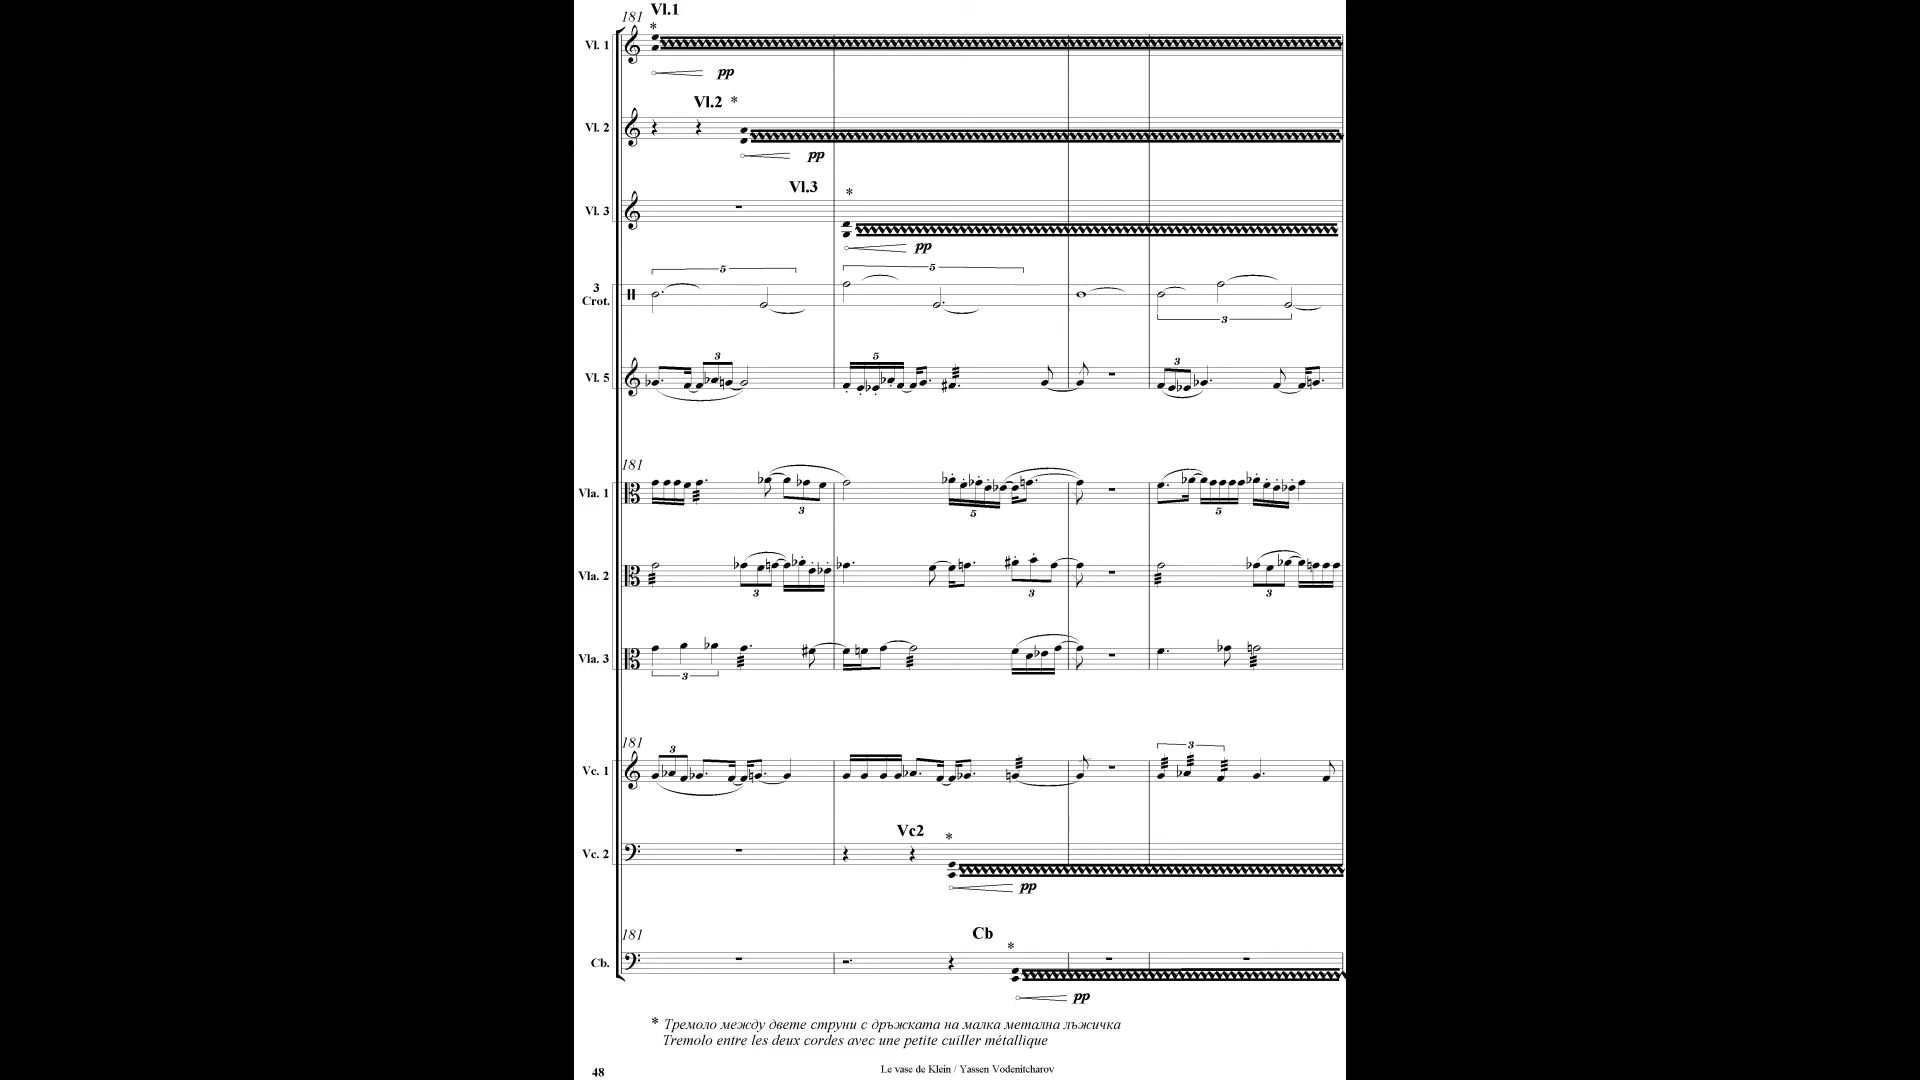 181 Vl.1
*
Vl. 1
pp
Vl.2 *
Vl. 2
pp
Vl.3 *
Vl. 3
pp
5 5
3
Crot.
3
3 5 3
Vl. 5
181
Vla. 1
3 5 5
Vla. 2
3 3 3
Vla. 3
3
181
3 3
Vc. 1
Vc2 *
Vc. 2
pp
181 Cb
*
Cb.
pp
* Тремоло между двете струни с дръжката на малка метална лъжичка
Tremolo entre les deux cordes avec une petite cuiller métallique
48 Le vase de Klein / Yassen Vodenitcharov